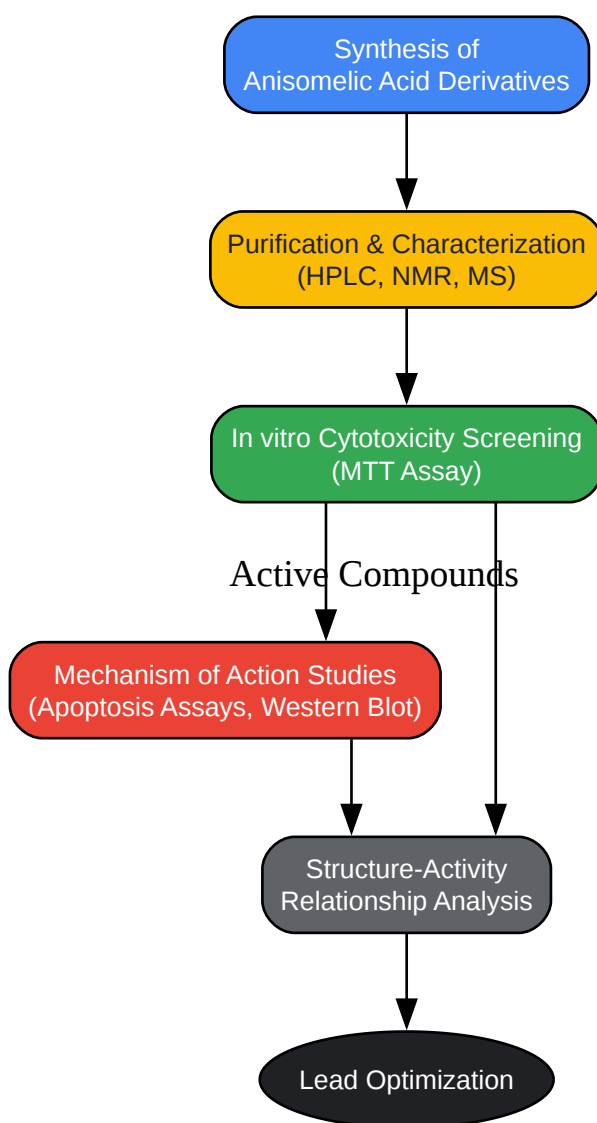 Synthesis of
Anisomelic Acid Derivatives
Purification & Characterization
(HPLC, NMR, MS)
In vitro Cytotoxicity Screening
(MTT Assay)
Active Compounds
Mechanism of Action Studies
(Apoptosis Assays, Western Blot)
Structure-Activity
Relationship Analysis
Lead Optimization